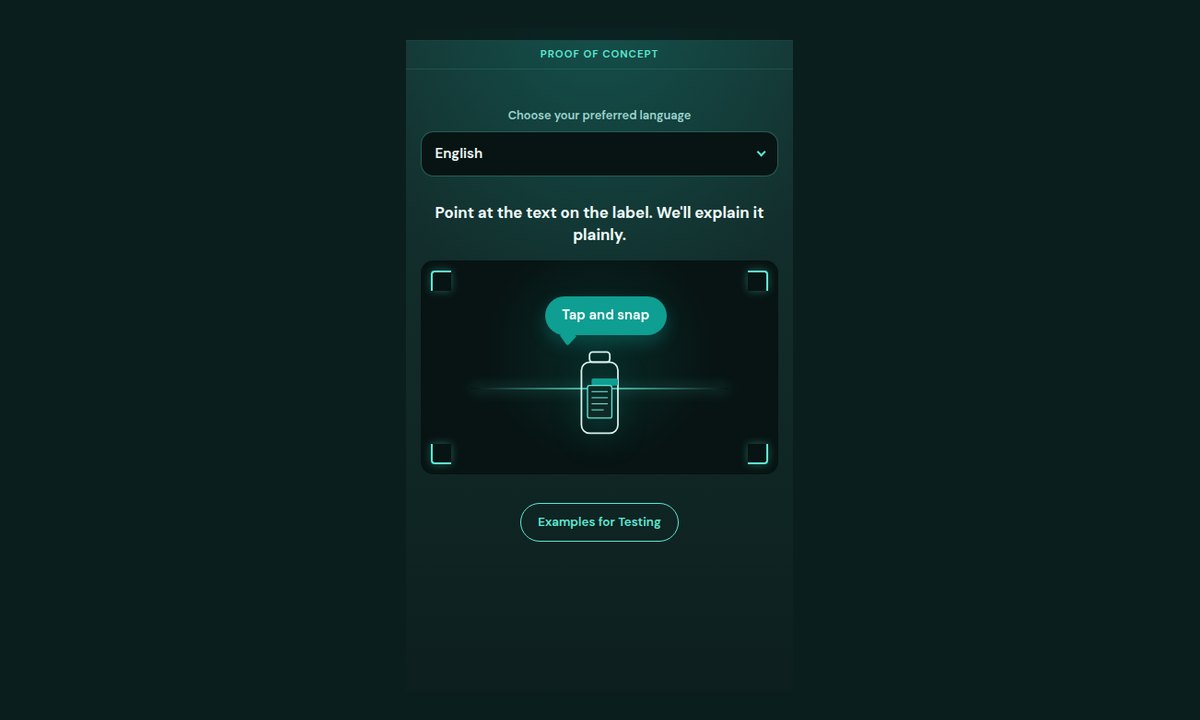 PROOF OF CONCEPT
Choose your preferred language
English
Point at the text on the label. We'll explain it
plainly.
Tap and snap
Examples for Testing